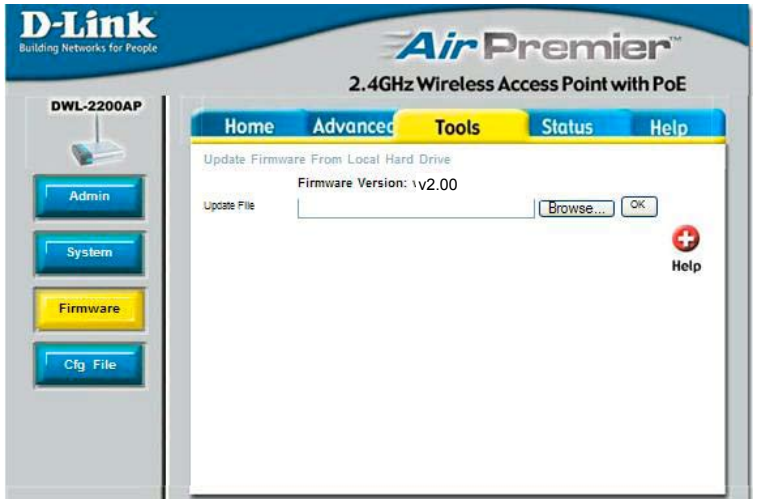 D-Link
Building Networks for People
Air Premier™
2.4GHz Wireless Access Point with PoE
DWL-2200AP
Home Advanced Tools Status Help
Update Firmware From Local Hard Drive
Firmware Version: v2.00
Update File Browse... OK
Help
Admin
System
Firmware
Cfg File